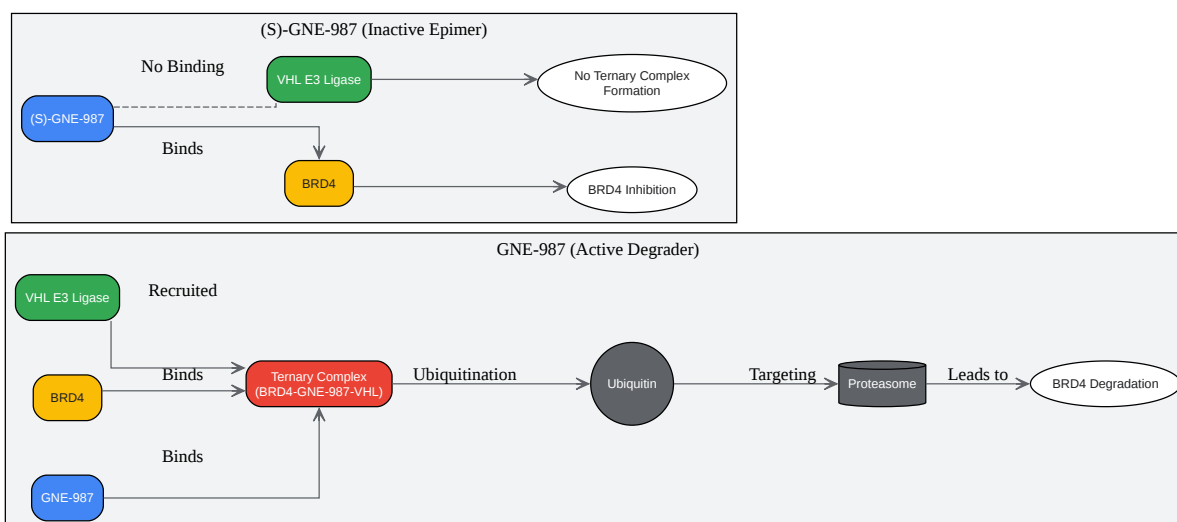 (S)-GNE-987 (Inactive Epimer)
No Binding
VHL E3 Ligase
No Ternary Complex
Formation
(S)-GNE-987
Binds
BRD4
BRD4 Inhibition
GNE-987 (Active Degrader)
VHL E3 Ligase
Recruited
Binds
BRD4
Ternary Complex
(BRD4-GNE-987-VHL)
Ubiquitination
Ubiquitin
Targeting
Proteasome
Leads to
BRD4 Degradation
Binds
GNE-987